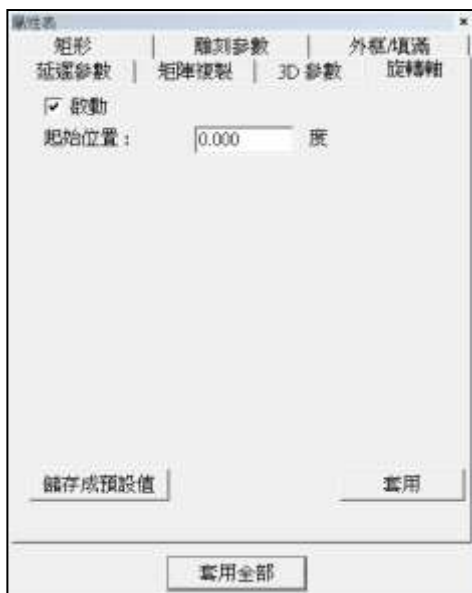 屬性表 ×
矩形 雕刻參數 外框/填滿
延遲參數 矩陣複製 3D 參數 旋轉軸
啟動
起始位置： 0.000 度
儲存成預設值 套用
套用全部